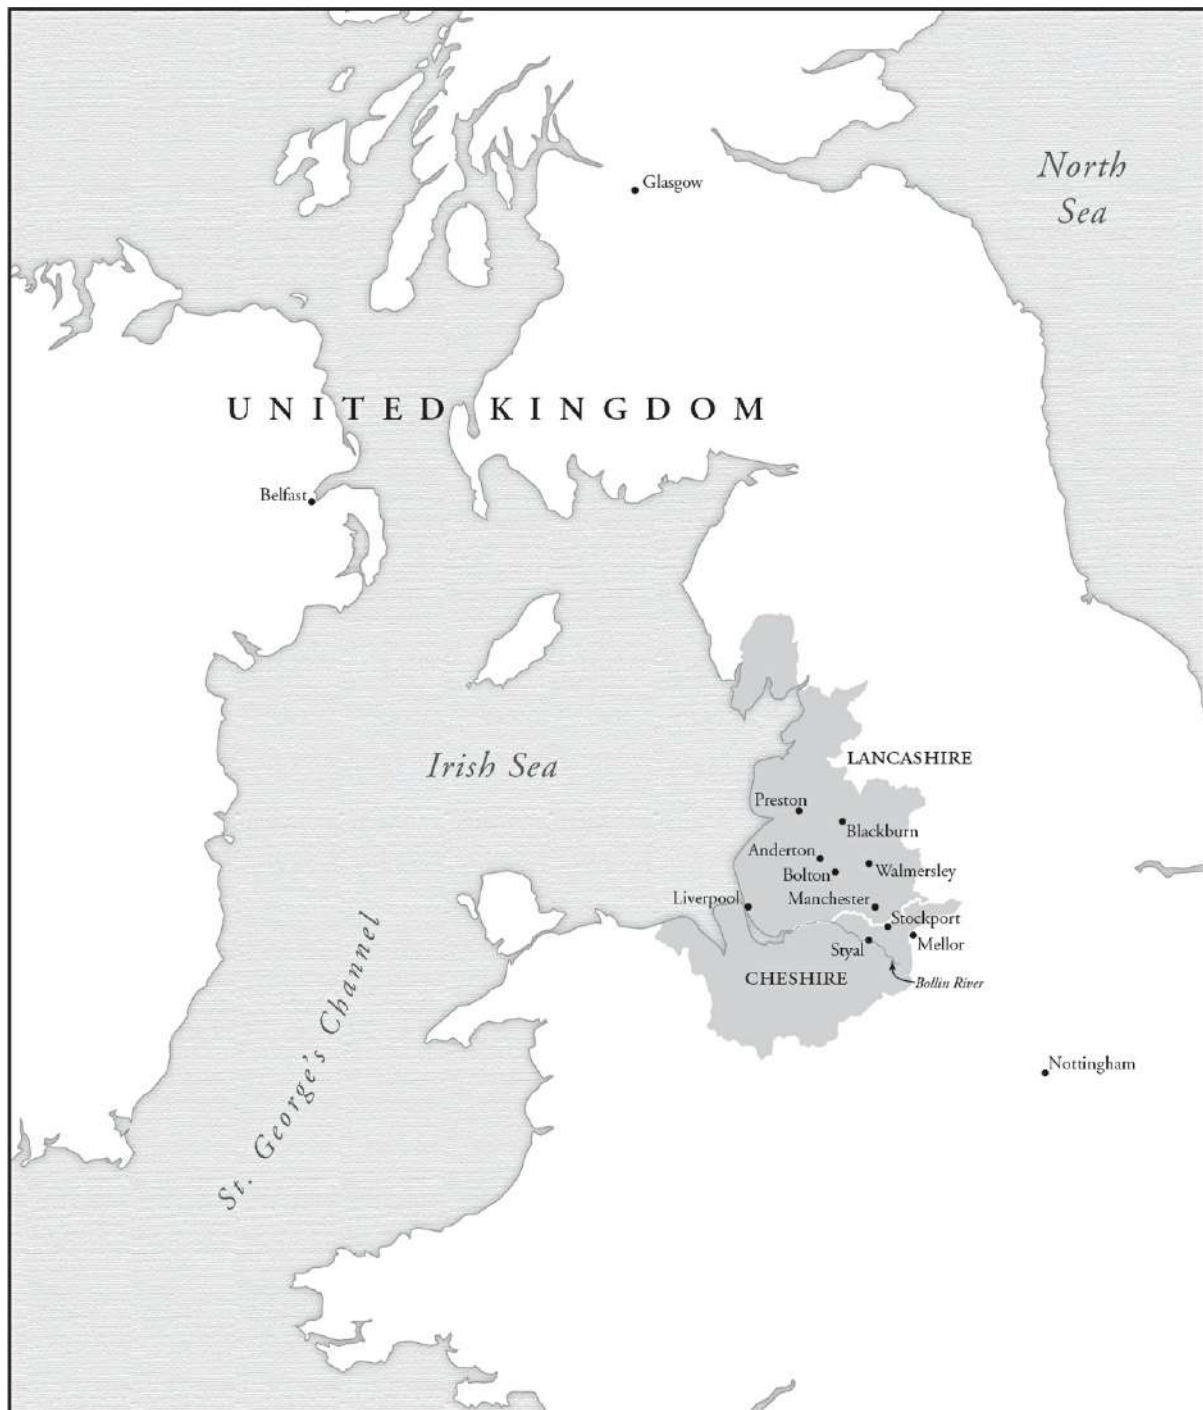 North
Sea
Glasgow
UNITED KINGDOM
Belfast
Irish Sea
LANCASHIRE
Preston
Blackburn
Anderton
Walmersley
Bolton
Liverpool
Manchester
Stockport
Mellor
Styal
CHESHIRE
Bollin River
St. George's Channel
Nottingham